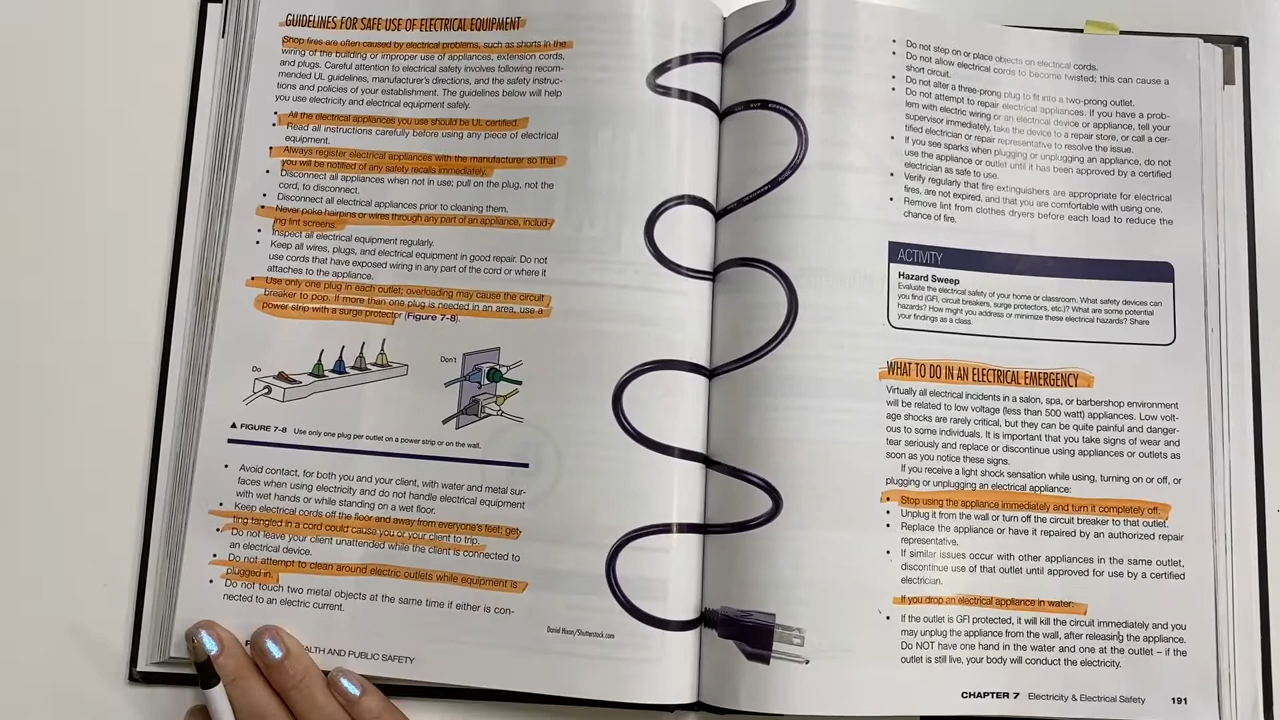 GUIDELINES FOR SAFE USE OF ELECTRICAL EQUIPMENT
Shop fires are often caused by electrical problems, such as shorts in the
wiring of the building or improper use of appliances, extension cords,
and plugs. Careful attention to electrical safety involves following recom-
mended UL guidelines, manufacturer's directions, and the safety instruc-
tions and policies of your establishment. The guidelines below will help
you use electricity and electrical equipment safely.
• All the electrical appliances you use should be UL certified.
• Read all instructions carefully before using any piece of electrical
equipment.
• Always register electrical appliances with the manufacturer so that
you will be notified of any safety recalls immediately.
• Disconnect all appliances when not in use; pull on the plug, not the
cord, to disconnect.
• Disconnect all electrical appliances prior to cleaning them.
• Never poke hairpins or wires through any part of an appliance, includ-
ing lint screens.
• Inspect all electrical equipment regularly.
• Keep all wires, plugs, and electrical equipment in good repair. Do not
use cords that have exposed wiring in any part of the cord or where it
attaches to the appliance.
• Use only one plug in each outlet; overloading may cause the circuit
breaker to pop. If more than one plug is needed in an area, use a
power strip with a surge protector (Figure 7-8).
Do
Don't
▲ FIGURE 7-8 Use only one plug per outlet on a power strip or on the wall.
• Avoid contact, for both you and your client, with water and metal sur-
faces when using electricity and do not handle electrical equipment
with wet hands or while standing on a wet floor.
• Keep electrical cords off the floor and away from everyone's feet; get-
ting tangled in a cord could cause you or your client to trip.
• Do not leave your client unattended while the client is connected to
an electrical device.
• Do not attempt to clean around electric outlets while equipment is
plugged in.
• Do not touch two metal objects at the same time if either is con-
nected to an electric current.
Daniel Hixon/Shutterstock.com
HEALTH AND PUBLIC SAFETY
• Do not step on or place objects on electrical cords.
• Do not allow electrical cords to become twisted; this can cause a
short circuit.
• Do not alter a three-prong plug to fit into a two-prong outlet.
• Do not attempt to repair electrical appliances. If you have a prob-
lem with electric wiring or an electrical device or appliance, tell your
supervisor immediately, take the device to a repair store, or call a cer-
tified electrician or repair representative to resolve the issue.
• If you see sparks when plugging or unplugging an appliance, do not
use the appliance or outlet until it has been approved by a certified
electrician as safe to use.
• Verify regularly that fire extinguishers are appropriate for electrical
fires, are not expired, and that you are comfortable with using one.
• Remove lint from clothes dryers before each load to reduce the
chance of fire.
ACTIVITY
Hazard Sweep
Evaluate the electrical safety of your home or classroom. What safety devices can
you find (GFI, circuit breakers, surge protectors, etc.)? What are some potential
hazards? How might you address or minimize these electrical hazards? Share
your findings as a class.
WHAT TO DO IN AN ELECTRICAL EMERGENCY
Virtually all electrical incidents in a salon, spa, or barbershop environment
will be related to low voltage (less than 500 watt) appliances. Low volt-
age shocks are rarely critical, but they can be quite painful and danger-
ous to some individuals. It is important that you take signs of wear and
tear seriously and replace or discontinue using appliances or outlets as
soon as you notice these signs.
If you receive a light shock sensation while using, turning on or off, or
plugging or unplugging an electrical appliance:
• Stop using the appliance immediately and turn it completely off.
• Unplug it from the wall or turn off the circuit breaker to that outlet.
• Replace the appliance or have it repaired by an authorized repair
representative.
• If similar issues occur with other appliances in the same outlet,
discontinue use of that outlet until approved for use by a certified
electrician.
If you drop an electrical appliance in water:
• If the outlet is GFI protected, it will kill the circuit immediately and you
may unplug the appliance from the wall, after releasing the appliance.
Do NOT have one hand in the water and one at the outlet – if the
outlet is still live, your body will conduct the electricity.
CHAPTER 7 Electricity & Electrical Safety 191